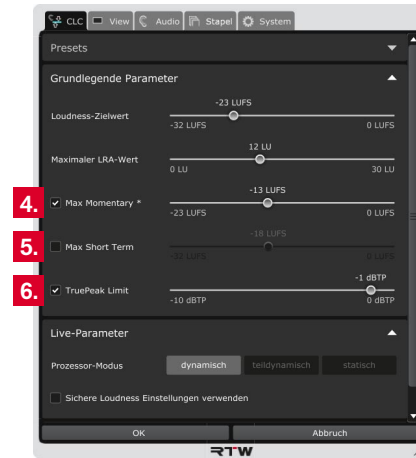 CLC View Audio Stapel System
Presets
Grundlegende Parameter
-23 LUFS
Loudness-Zielwert
-32 LUFS 0 LUFS
12 LU
Maximaler LRA-Wert
0 LU 30 LU
-13 LUFS
4. Max Momentary *
-23 LUFS 0 LUFS
-18 LUFS
5. Max Short Term
-32 LUFS 0 LUFS
-1 dBTP
6. TruePeak Limit
-10 dBTP 0 dBTP
Live-Parameter
Prozessor-Modus dynamisch teildynamisch statisch
Sichere Loudness Einstellungen verwenden
OK Abbruch
RTW